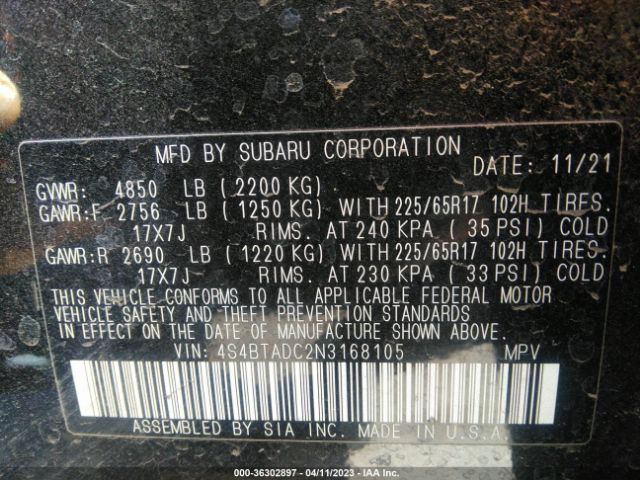 MFD BY SUBARU CORPORATION
DATE: 11/21
GVWR: 4850 LB (2200 KG)
GAWR:F 2756 LB (1250 KG) WITH 225/65R17 102H TIRES.
17X7J RIMS. AT 240 KPA ( 35 PSI) COLD
GAWR:R 2690 LB (1220 KG) WITH 225/65R17 102H TIRES.
17X7J RIMS. AT 230 KPA ( 33 PSI) COLD
THIS VEHICLE CONFORMS TO ALL APPLICABLE FEDERAL MOTOR
VEHICLE SAFETY AND THEFT PREVENTION STANDARDS
IN EFFECT ON THE DATE OF MANUFACTURE SHOWN ABOVE.
VIN: 4S4BTADC2N3168105 MPV
ASSEMBLED BY SIA INC. MADE IN U.S.A.
000-36302897 - 04/11/2023 - IAA Inc.